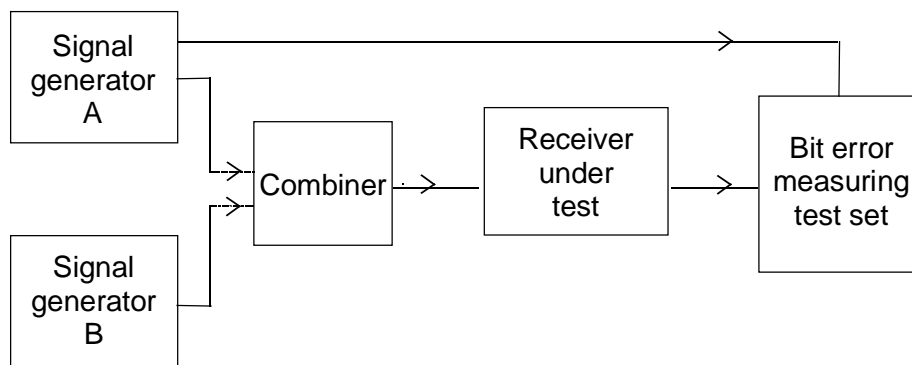 Signal
generator
A
Combiner
Receiver
under
test
Bit error
measuring
test set
Signal
generator
B